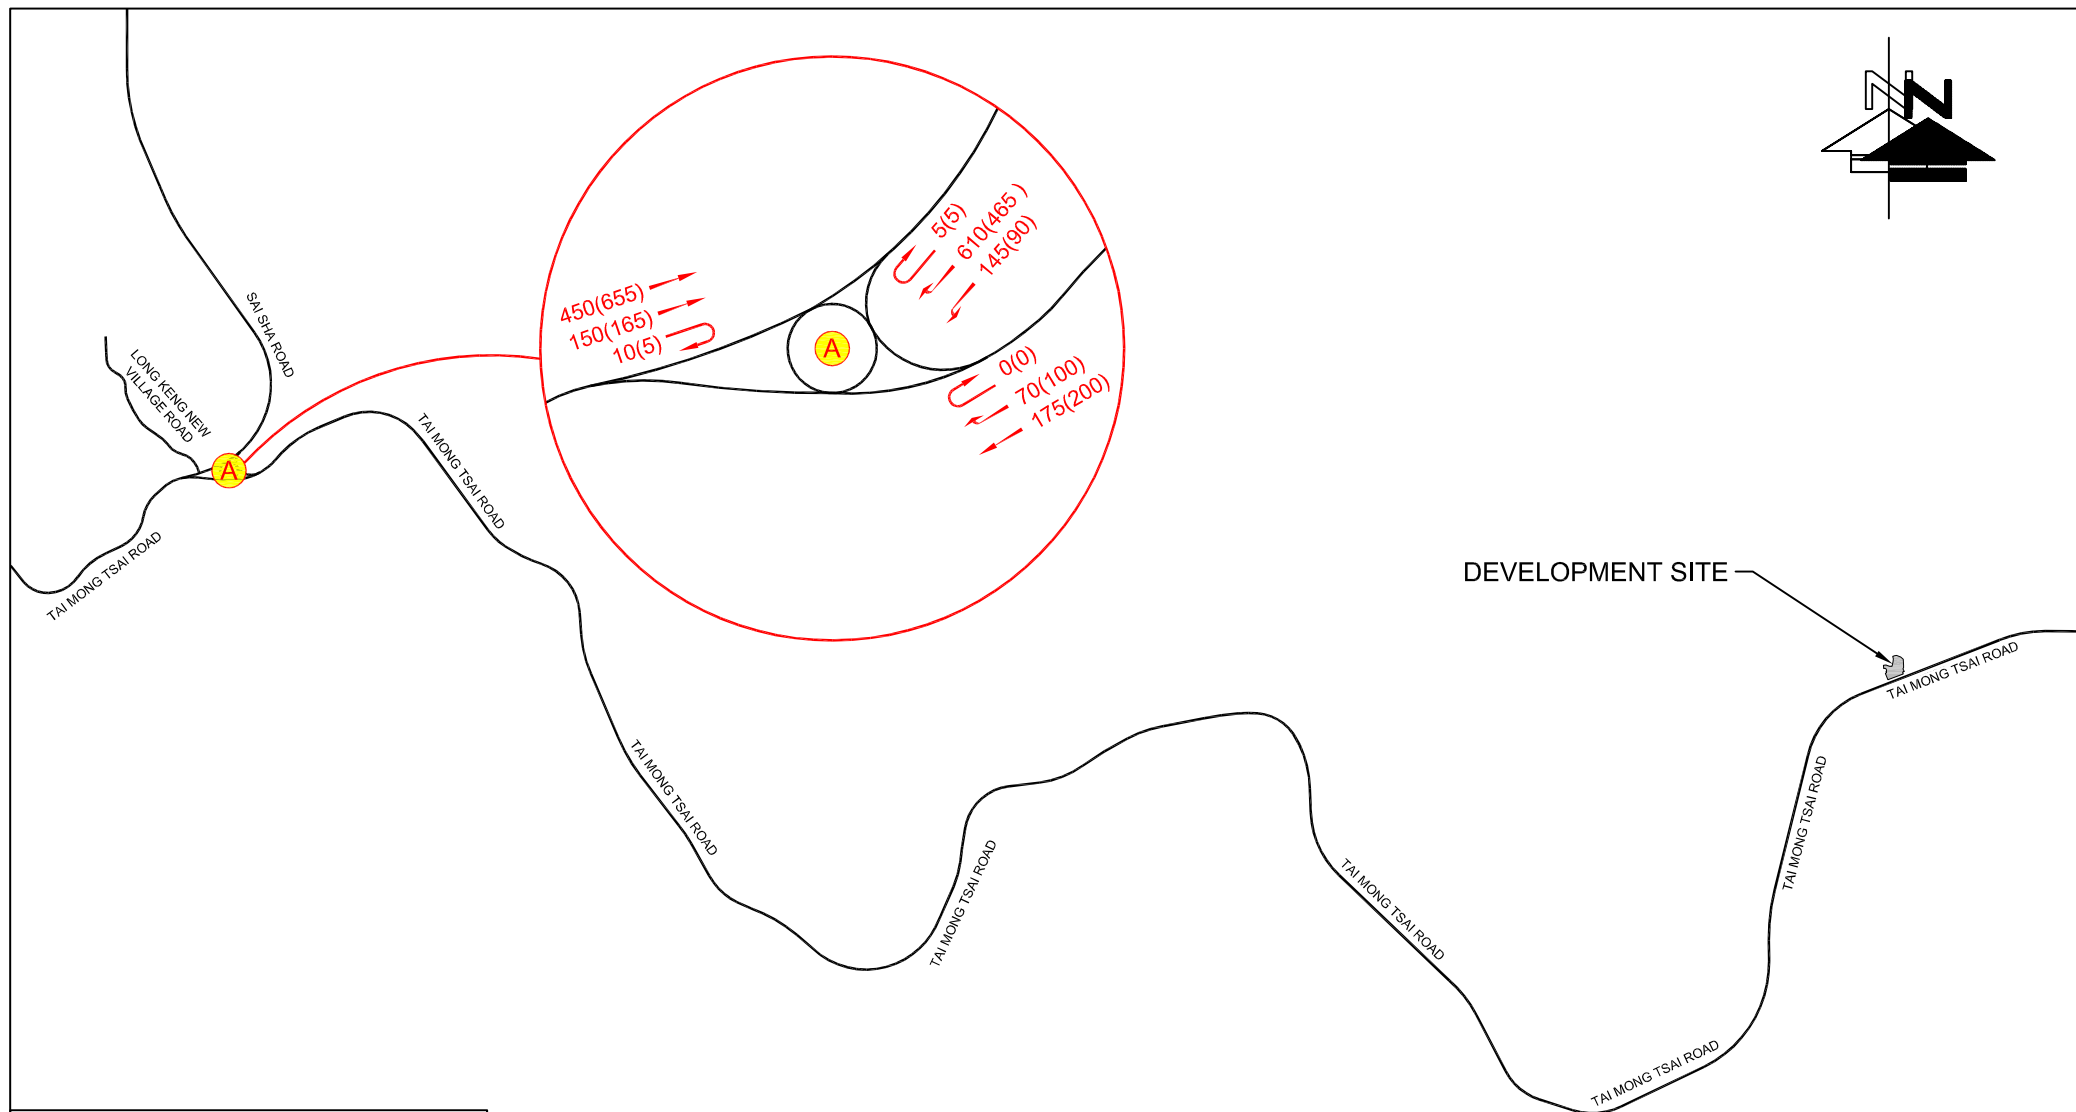 N N
5(5)
610(465)
145(90)
450(655)
150(165)
10(5)
A
0(0)
70(100)
175(200)
SAI SHA ROAD
LONG KENG NEW
VILLAGE ROAD
A
TAI MONG TSAI ROAD
TAI MONG TSAI ROAD
DEVELOPMENT SITE
TAI MONG TSAI ROAD
TAI MONG TSAI ROAD
TAI MONG TSAI ROAD
TAI MONG TSAI ROAD
TAI MONG TSAI ROAD
TAI MONG TSAI ROAD